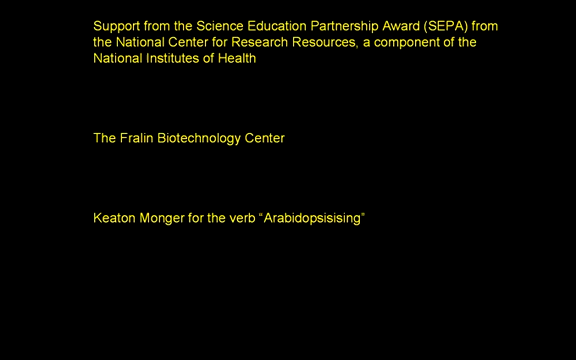 Support from the Science Education Partnership Award (SEPA) from
the National Center for Research Resources, a component of the
National Institutes of Health
The Fralin Biotechnology Center
Keaton Monger for the verb “Arabidopsisising”